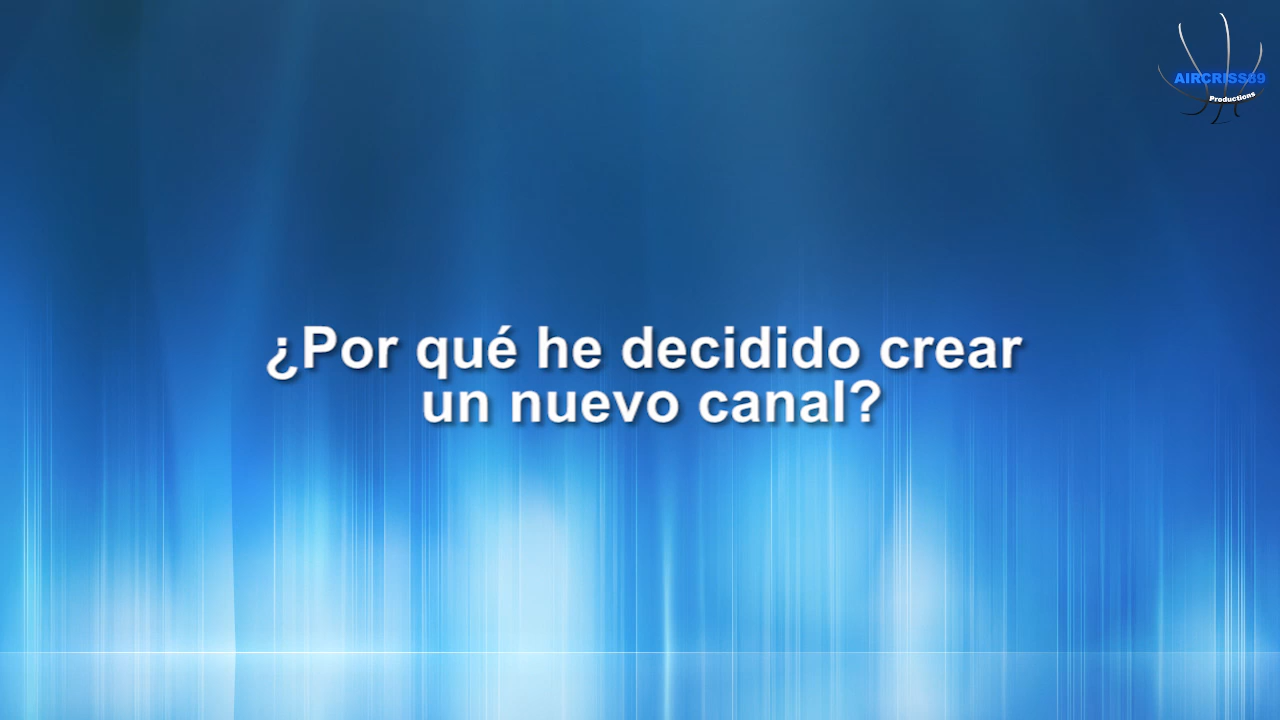 AIRCRISS89
Productions
¿Por qué he decidido crear
un nuevo canal?